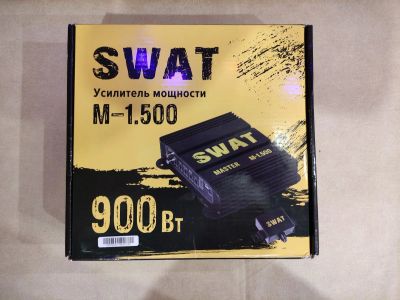 SWAT
Усилитель мощности
M-1.500
SWAT
MASTER M-1.500
SWAT
900 Вт